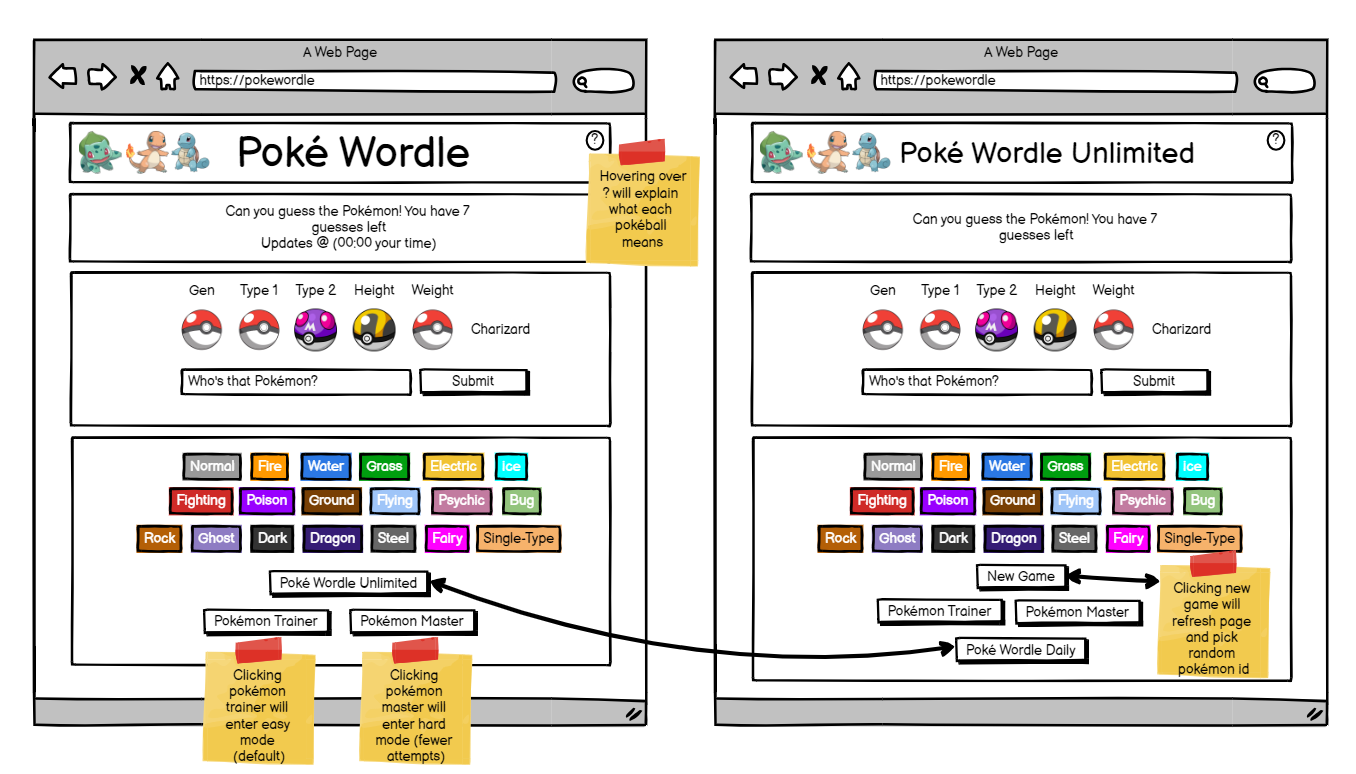 A Web Page
https://pokewordle
Poké Wordle
?
Hovering over
? will explain
what each
pokéball
means
Can you guess the Pokémon! You have 7
guesses left
Updates @ (00:00 your time)
Gen Type 1 Type 2 Height Weight
M
Charizard
Who's that Pokémon?
Submit
Normal Fire Water Grass Electric Ice
Fighting Poison Ground Flying Psychic Bug
Rock Ghost Dark Dragon Steel Fairy Single-Type
Poké Wordle Unlimited
Pokémon Trainer Pokémon Master
Clicking
pokémon
trainer will
enter easy
mode
(default)
Clicking
pokémon
master will
enter hard
mode (fewer
attempts)
A Web Page
https://pokewordle
Poké Wordle Unlimited
?
Can you guess the Pokémon! You have 7
guesses left
Gen Type 1 Type 2 Height Weight
M
Charizard
Who's that Pokémon?
Submit
Normal Fire Water Grass Electric Ice
Fighting Poison Ground Flying Psychic Bug
Rock Ghost Dark Dragon Steel Fairy Single-Type
New Game
Pokémon Trainer Pokémon Master
Poké Wordle Daily
Clicking new
game will
refresh page
and pick
random
pokémon id